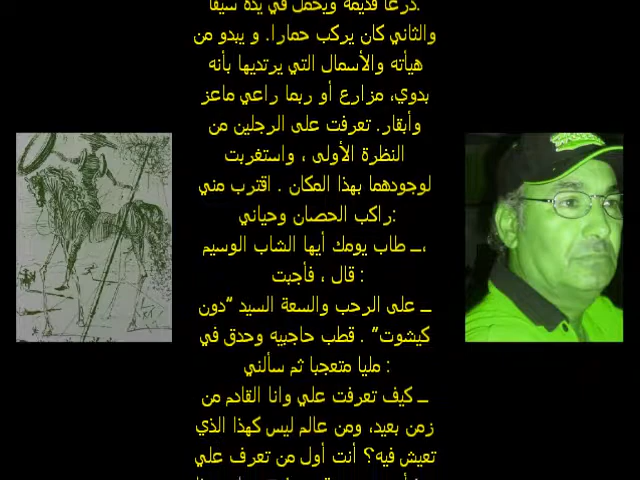 درعا قديمة ويحمل في يده سيفا.
والثاني كان يركب حمارا. و يبدو من
هيأته والأسمال التي يرتديها بأنه
بدوي، مزارع أو ربما راعي ماعز
وأبقار. تعرفت على الرجلين من
النظرة الأولى ، واستغربت
لوجودهما بهذا المكان . اقترب مني
راكب الحصان وحياني:
ــ طاب يومك أيها الشاب الوسيم،
قال ، فأجبت :
ــ على الرحب والسعة السيد “دون
كيشوت” . قطب حاجبيه وحدق في
مليا متعجبا ثم سألني :
ــ كيف تعرفت علي وانا القادم من
زمن بعيد، ومن عالم ليس كهذا الذي
تعيش فيه؟ أنت أول من تعرف علي